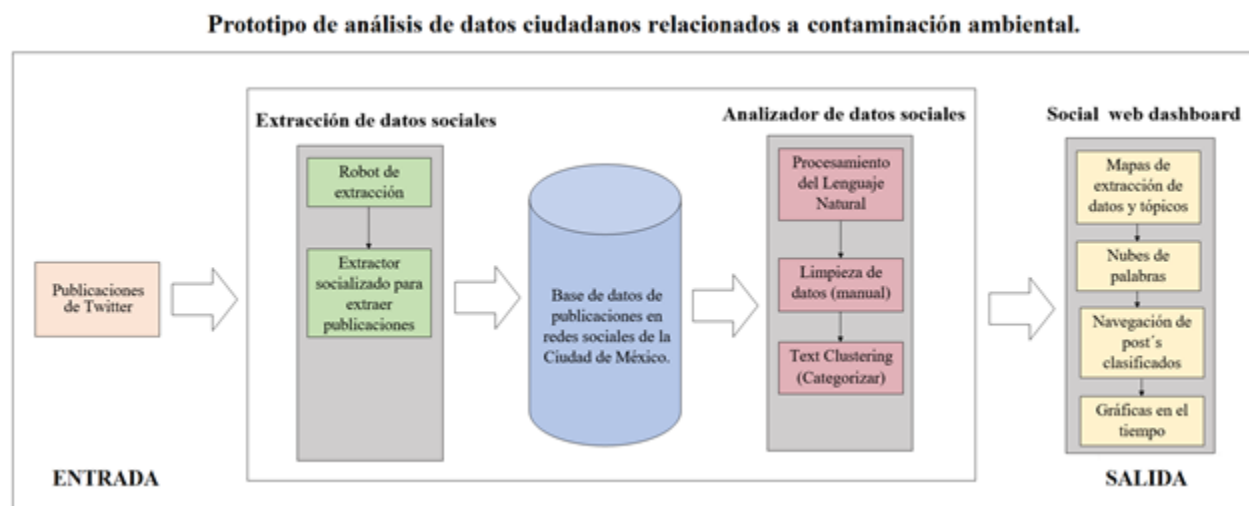 Prototipo de análisis de datos ciudadanos relacionados a contaminación ambiental.
Publicaciones
de Twitter
ENTRADA
Extracción de datos sociales
Robot de
extracción
Extractor
socializado para
extraer
publicaciones
Base de datos de
publicaciones en
redes sociales de la
Ciudad de México.
Analizador de datos sociales
Procesamiento
del Lenguaje
Natural
Limpieza de
datos (manual)
Text Clustering
(Categorizar)
Social web dashboard
Mapas de
extracción de
datos y tópicos
Nubes de
palabras
Navegación de
post´s
clasificados
Gráficas en el
tiempo
SALIDA